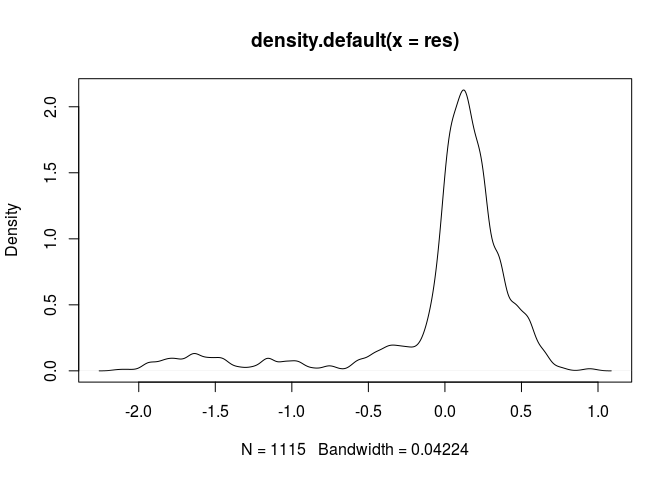 density.default(x = res)
Density
0.0 0.5 1.0 1.5 2.0
-2.0 -1.5 -1.0 -0.5 0.0 0.5 1.0
N = 1115 Bandwidth = 0.04224